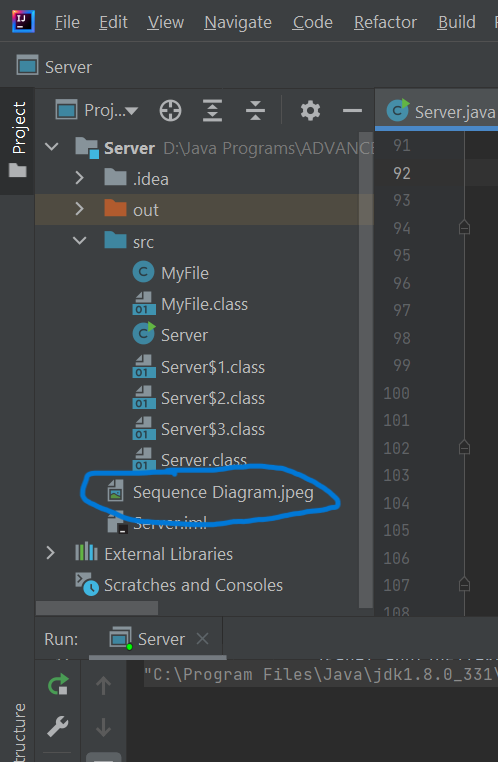 IJ
File Edit View Navigate Code Refactor Build
Server
Project
Proj...
Server.java
Server D:\Java Programs\ADVANCE
.idea
out
src
MyFile
MyFile.class
Server
Server$1.class
Server$2.class
Server$3.class
Server.class
Sequence Diagram.jpeg
Server.iml
External Libraries
Scratches and Consoles
91
92
93
94
95
96
97
98
99
100
101
102
103
104
105
106
107
108
Run: Server
"C:\Program Files\Java\jdk1.8.0_331\